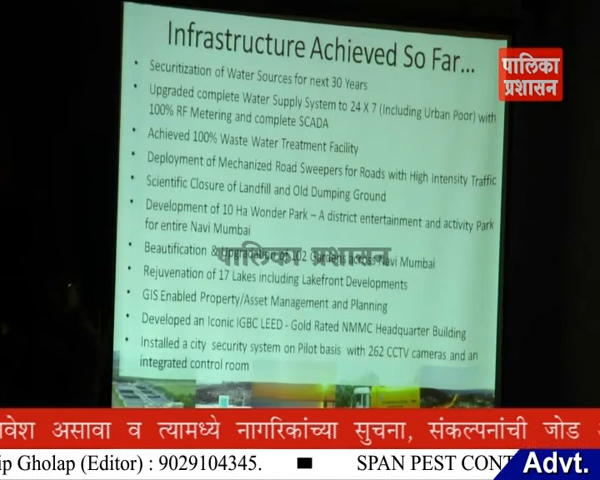 Infrastructure Achieved So Far...
पालिका
प्रशासन
• Securitization of Water Sources for next 30 Years
• Upgraded complete Water Supply System to 24 X 7 (Including Urban Poor) with
100% RF Metering and complete SCADA
• Achieved 100% Waste Water Treatment Facility
• Deployment of Mechanized Road Sweepers for Roads with High Intensity Traffic
• Scientific Closure of Landfill and Old Dumping Ground
• Development of 10 Ha Wonder Park – A district entertainment and activity Park
for entire Navi Mumbai
• Beautification & Upgradation of 102 Gardens across Navi Mumbai
पालिका प्रशासन
• Rejuvenation of 17 Lakes including Lakefront Developments
• GIS Enabled Property/Asset Management and Planning
• Developed an Iconic IGBC LEED - Gold Rated NMMC Headquarter Building
• Installed a city security system on Pilot basis with 262 CCTV cameras and an
integrated control room
ावेश असावा व त्यामध्ये नागरिकांच्या सुचना, संकल्पनांची जोड
ip Gholap (Editor) : 9029104345. ■ SPAN PEST CONT
Advt.